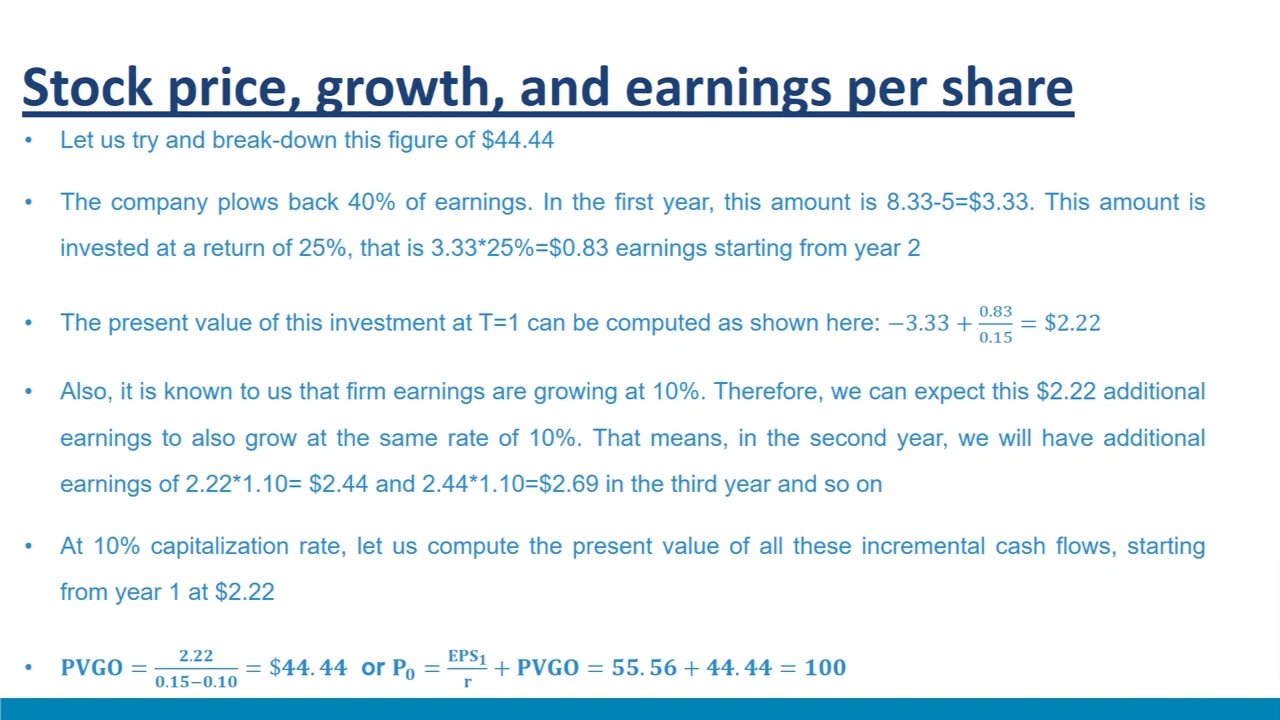 Stock price, growth, and earnings per share
• Let us try and break-down this figure of $44.44
• The company plows back 40% of earnings. In the first year, this amount is 8.33-5=$3.33. This amount is
invested at a return of 25%, that is 3.33*25%=$0.83 earnings starting from year 2
• The present value of this investment at T=1 can be computed as shown here: −3.33 + 0.83/0.15 = $2.22
• Also, it is known to us that firm earnings are growing at 10%. Therefore, we can expect this $2.22 additional
earnings to also grow at the same rate of 10%. That means, in the second year, we will have additional
earnings of 2.22*1.10= $2.44 and 2.44*1.10=$2.69 in the third year and so on
• At 10% capitalization rate, let us compute the present value of all these incremental cash flows, starting
from year 1 at $2.22
• PVGO = 2.22/(0.15−0.10) = $44.44 or P₀ = EPS₁/r + PVGO = 55.56 + 44.44 = 100